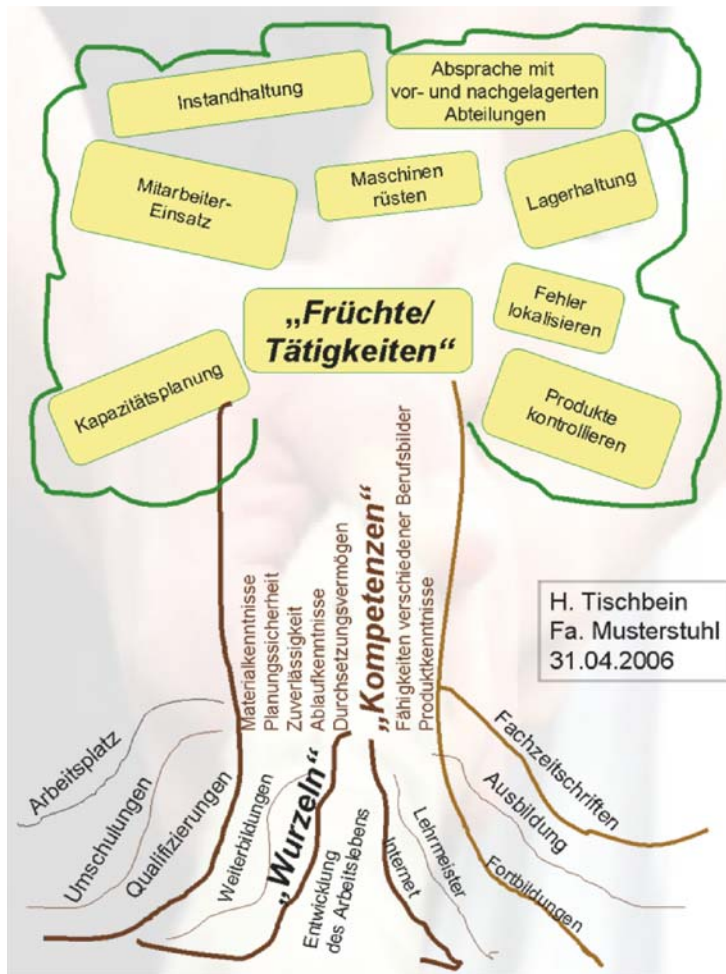 Instandhaltung
Absprache mit
vor- und nachgelagerten
Abteilungen
Mitarbeiter-
Einsatz
Maschinen
rüsten
Lagerhaltung
„Früchte/
Tätigkeiten“
Fehler
lokalisieren
Kapazitätsplanung
Produkte
kontrollieren
Materialkenntnisse
Planungssicherheit
Zuverlässigkeit
Ablaufkenntnisse
Durchsetzungsvermögen
„Kompetenzen“
Fähigkeiten verschiedener Berufsbilder
Produktkenntnisse
H. Tischbein
Fa. Musterstuhl
31.04.2006
Arbeitsplatz
Umschulungen
Qualifizierungen
Weiterbildungen
„Wurzeln“
Entwicklung
des Arbeitslebens
Internet
Lehrmeister
Fortbildungen
Ausbildung
Fachzeitschriften